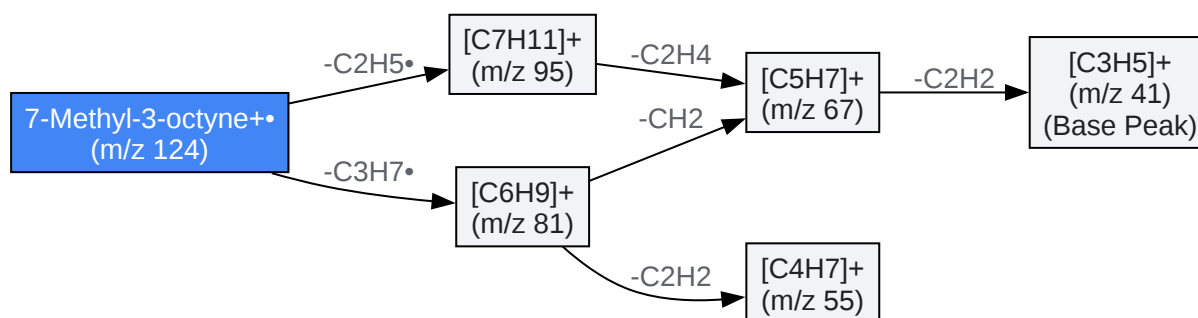 7-Methyl-3-octyne+•
(m/z 124)
-C2H5•
-C3H7•
[C7H11]+
(m/z 95)
[C6H9]+
(m/z 81)
-C2H4
-CH2
-C2H2
[C5H7]+
(m/z 67)
[C4H7]+
(m/z 55)
-C2H2
[C3H5]+
(m/z 41)
(Base Peak)